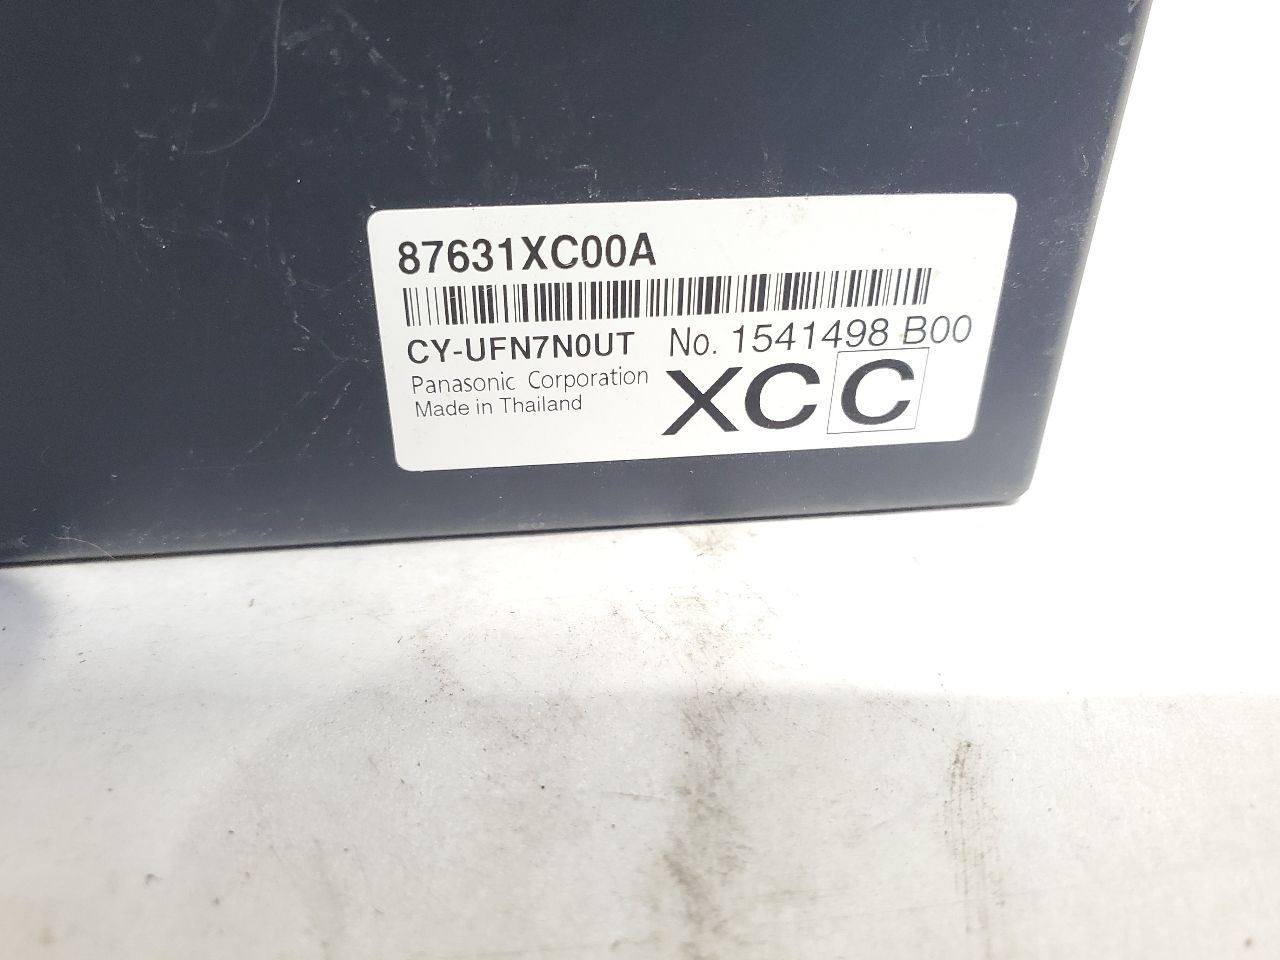 87631XC00A
CY-UFN7N0UT No. 1541498 B00
Panasonic Corporation
Made in Thailand
XCC